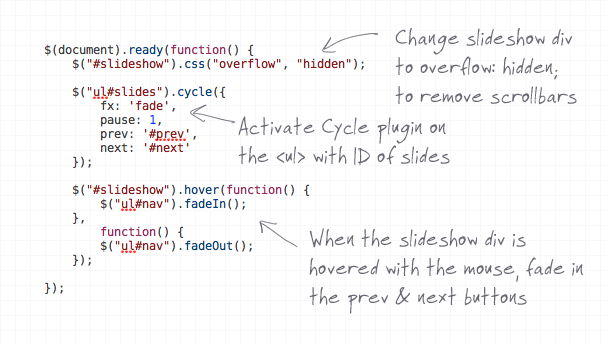 $(document).ready(function() {
$("#slideshow").css("overflow", "hidden");
$("ul#slides").cycle({
fx: 'fade',
pause: 1,
prev: '#prev',
next: '#next'
});
$("#slideshow").hover(function() {
$("ul#nav").fadeIn();
},
function() {
$("ul#nav").fadeOut();
});
});
Change slideshow div
to overflow: hidden;
to remove scrollbars
Activate Cycle plugin on
the <ul> with ID of slides
When the slideshow div is
hovered with the mouse, fade in
the prev & next buttons